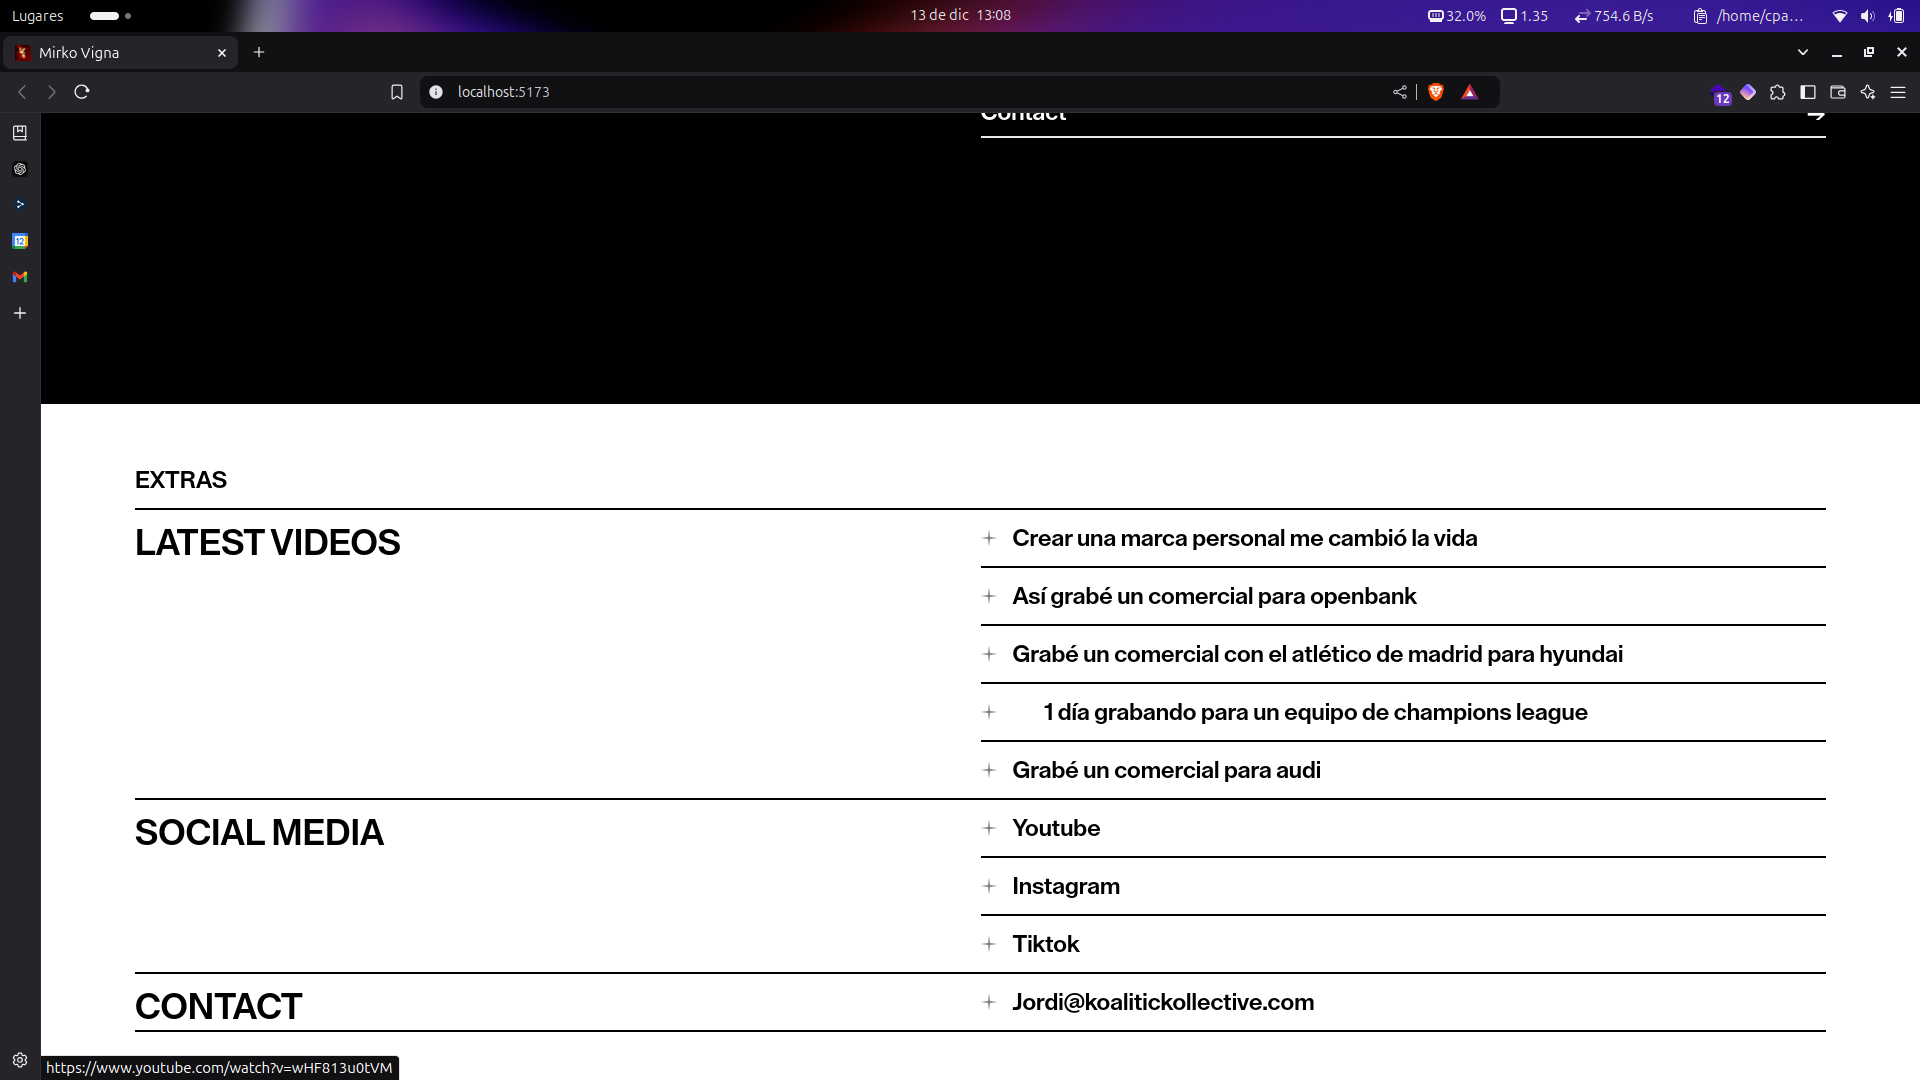 Lugares
13 de dic 13:08
32.0% 1.35 754.6 B/s /home/cpa...
Mirko Vigna
localhost:5173
12
Contact
12
EXTRAS
LATEST VIDEOS
Crear una marca personal me cambió la vida
Así grabé un comercial para openbank
Grabé un comercial con el atlético de madrid para hyundai
1 día grabando para un equipo de champions league
Grabé un comercial para audi
SOCIAL MEDIA
Youtube
Instagram
Tiktok
CONTACT
Jordi@koalitickollective.com
https://www.youtube.com/watch?v=wHF813u0tVM